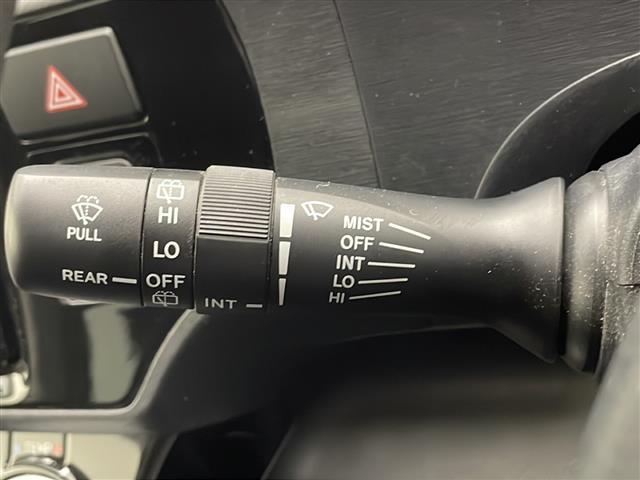 PULL
REAR
HI
LO
OFF
INT
MIST
OFF
INT
LO
HI